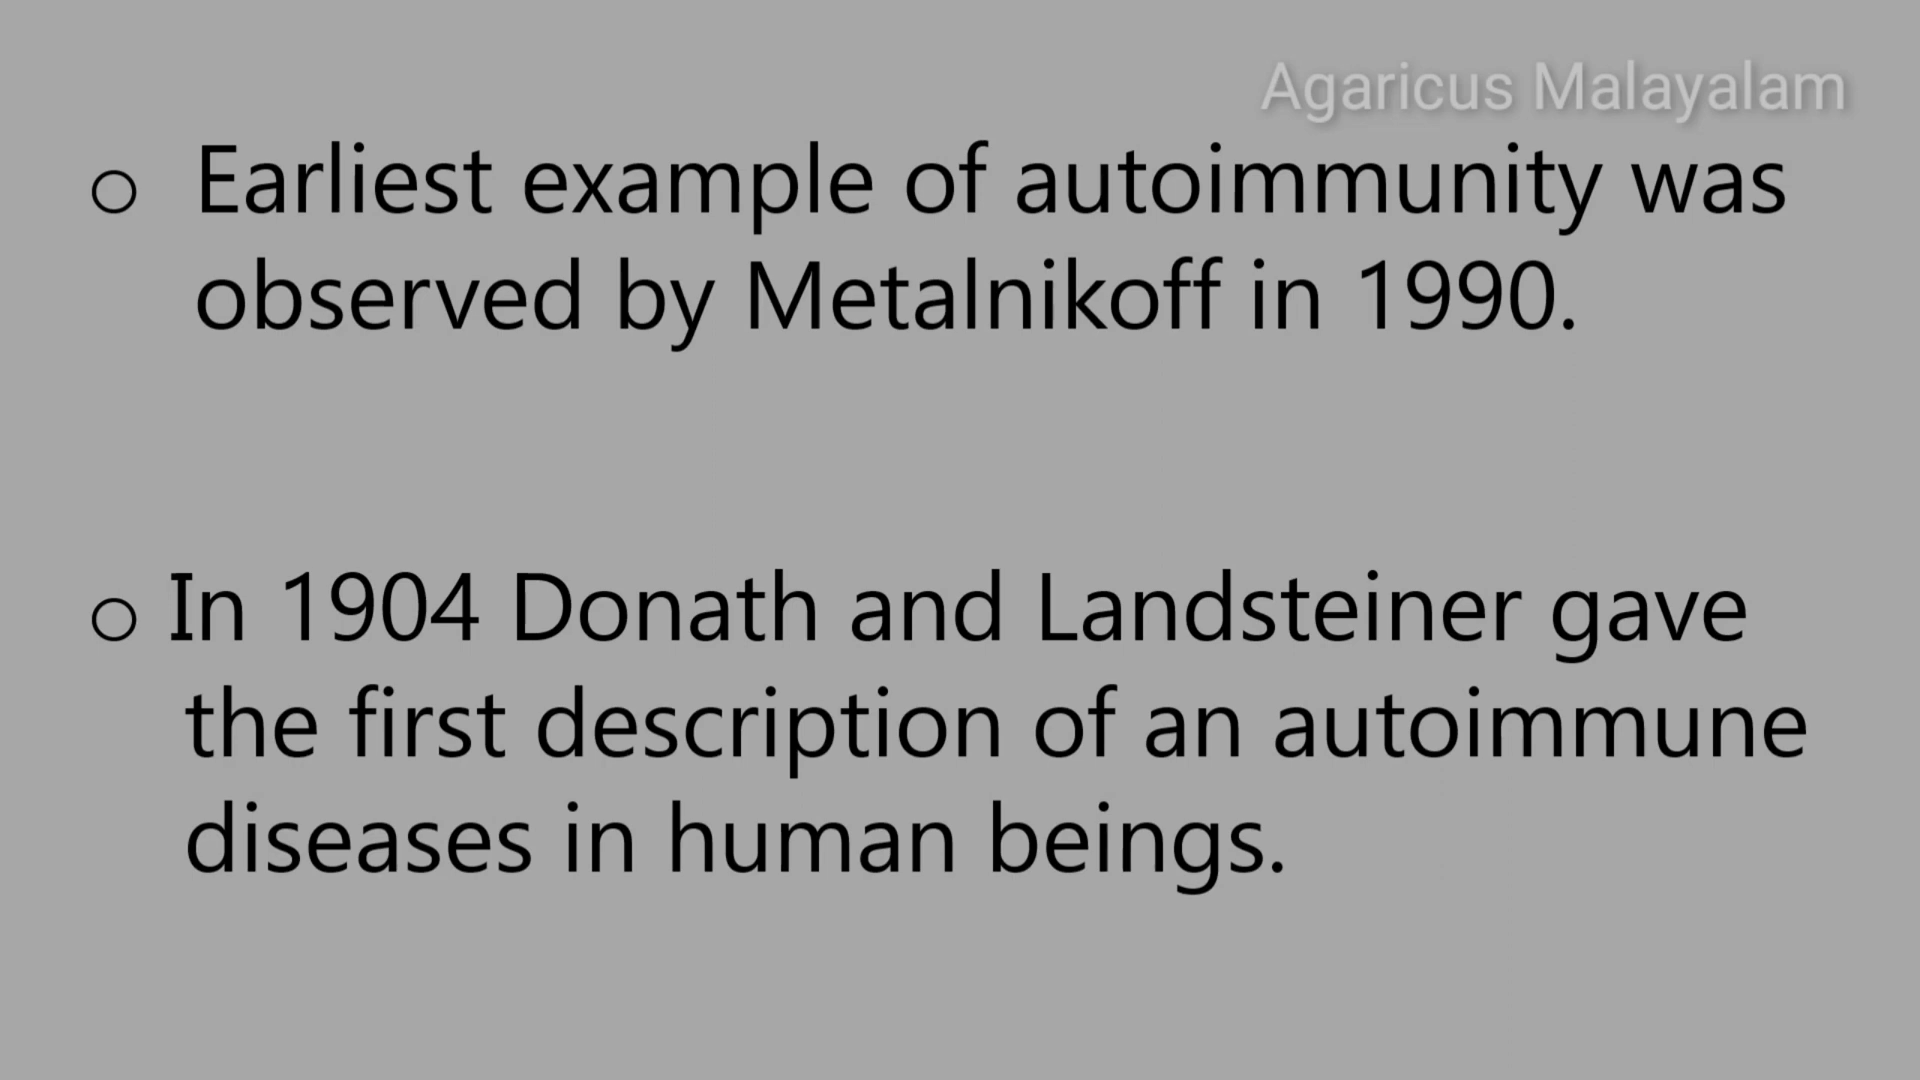 Agaricus Malayalam
o Earliest example of autoimmunity was
observed by Metalnikoff in 1990.
o In 1904 Donath and Landsteiner gave
the first description of an autoimmune
diseases in human beings.